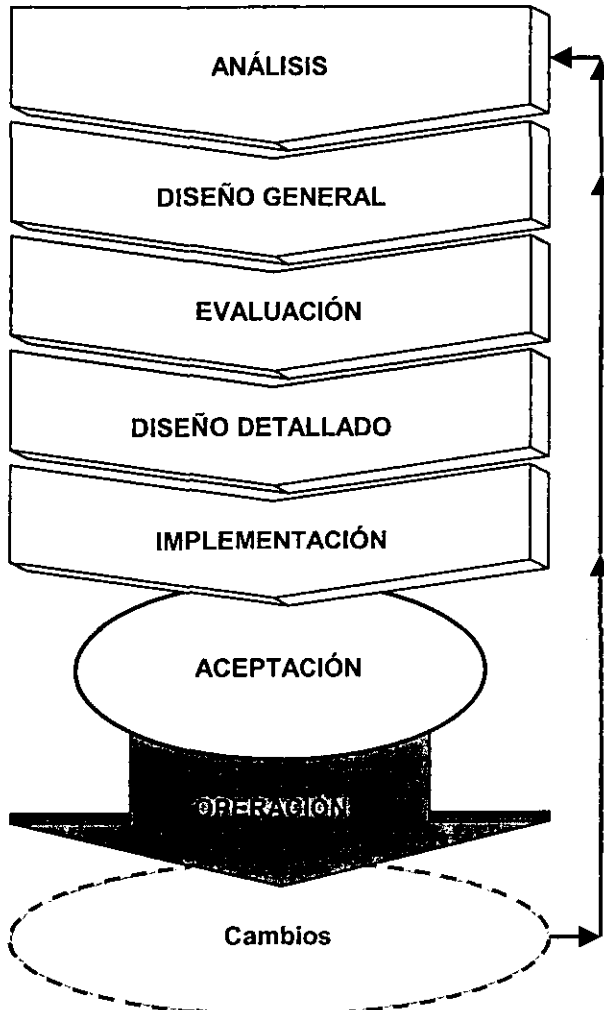 ANÁLISIS
DISEÑO GENERAL
EVALUACIÓN
DISEÑO DETALLADO
IMPLEMENTACIÓN
ACEPTACIÓN
OPERACIÓN
Cambios